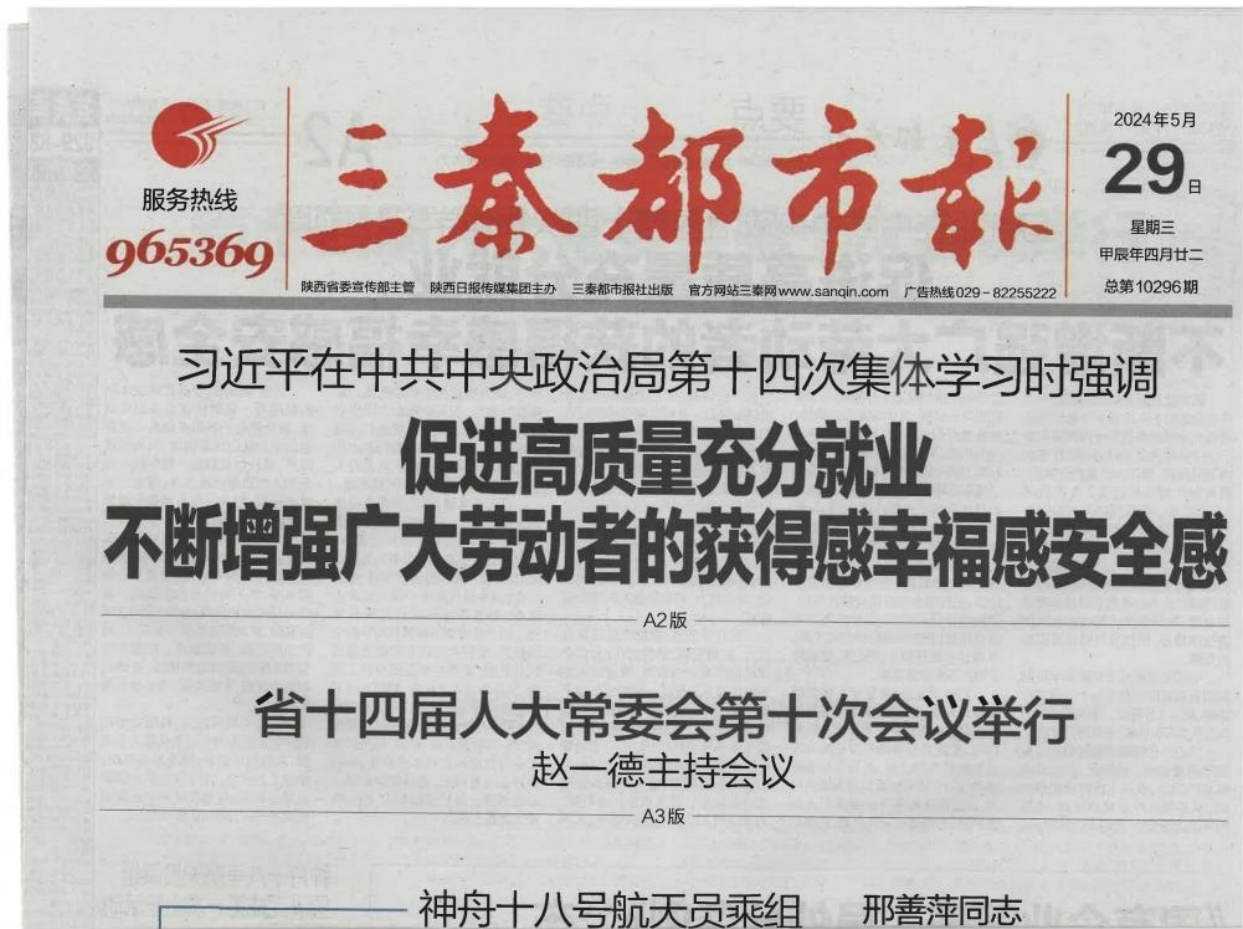 服务热线
965369
三秦都市报
陕西省委宣传部主管 陕西日报传媒集团主办 三秦都市报社出版 官方网站三秦网www.sanqin.com 广告热线029-82255222
2024年5月
29日
星期三
甲辰年四月廿二
总第10296期
习近平在中共中央政治局第十四次集体学习时强调
促进高质量充分就业
不断增强广大劳动者的获得感幸福感安全感
A2版
省十四届人大常委会第十次会议举行
赵一德主持会议
A3版
神舟十八号航天员乘组
邢善萍同志